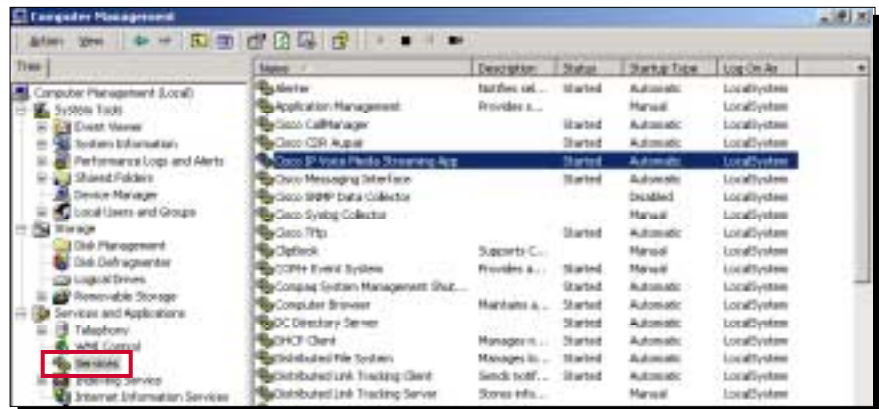 Computer Management
Action View
Tree
Name Description Status Startup Type Log On As
Computer Management (Local)
System Tools
Event Viewer
System Information
Performance Logs and Alerts
Shared Folders
Device Manager
Local Users and Groups
Storage
Disk Management
Disk Defragmenter
Logical Drives
Removable Storage
Services and Applications
Telephony
WMI Control
Services
Indexing Service
Internet Information Services
Alerter Notifies sel... Started Automatic LocalSystem
Application Management Provides s... Manual LocalSystem
Cisco CallManager Started Automatic LocalSystem
Cisco CDR Started Automatic LocalSystem
Cisco IP Voice Media Streaming App Started Automatic LocalSystem
Cisco Messaging Interface Started Automatic LocalSystem
Cisco SNMP Data Collector Disabled LocalSystem
Cisco Syslog Collector Manual LocalSystem
Cisco Tftp Started Automatic LocalSystem
ClipBook Supports C... Manual LocalSystem
COM+ Event System Provides a... Started Manual LocalSystem
Compaq System Management Shut... Started Automatic LocalSystem
Computer Browser Maintains a... Started Automatic LocalSystem
DC Directory Server Started Automatic LocalSystem
DHCP Client Manages n... Started Automatic LocalSystem
Distributed File System Manages lo... Started Automatic LocalSystem
Distributed Link Tracking Client Sends notif... Started Automatic LocalSystem
Distributed Link Tracking Server Stores info... Manual LocalSystem